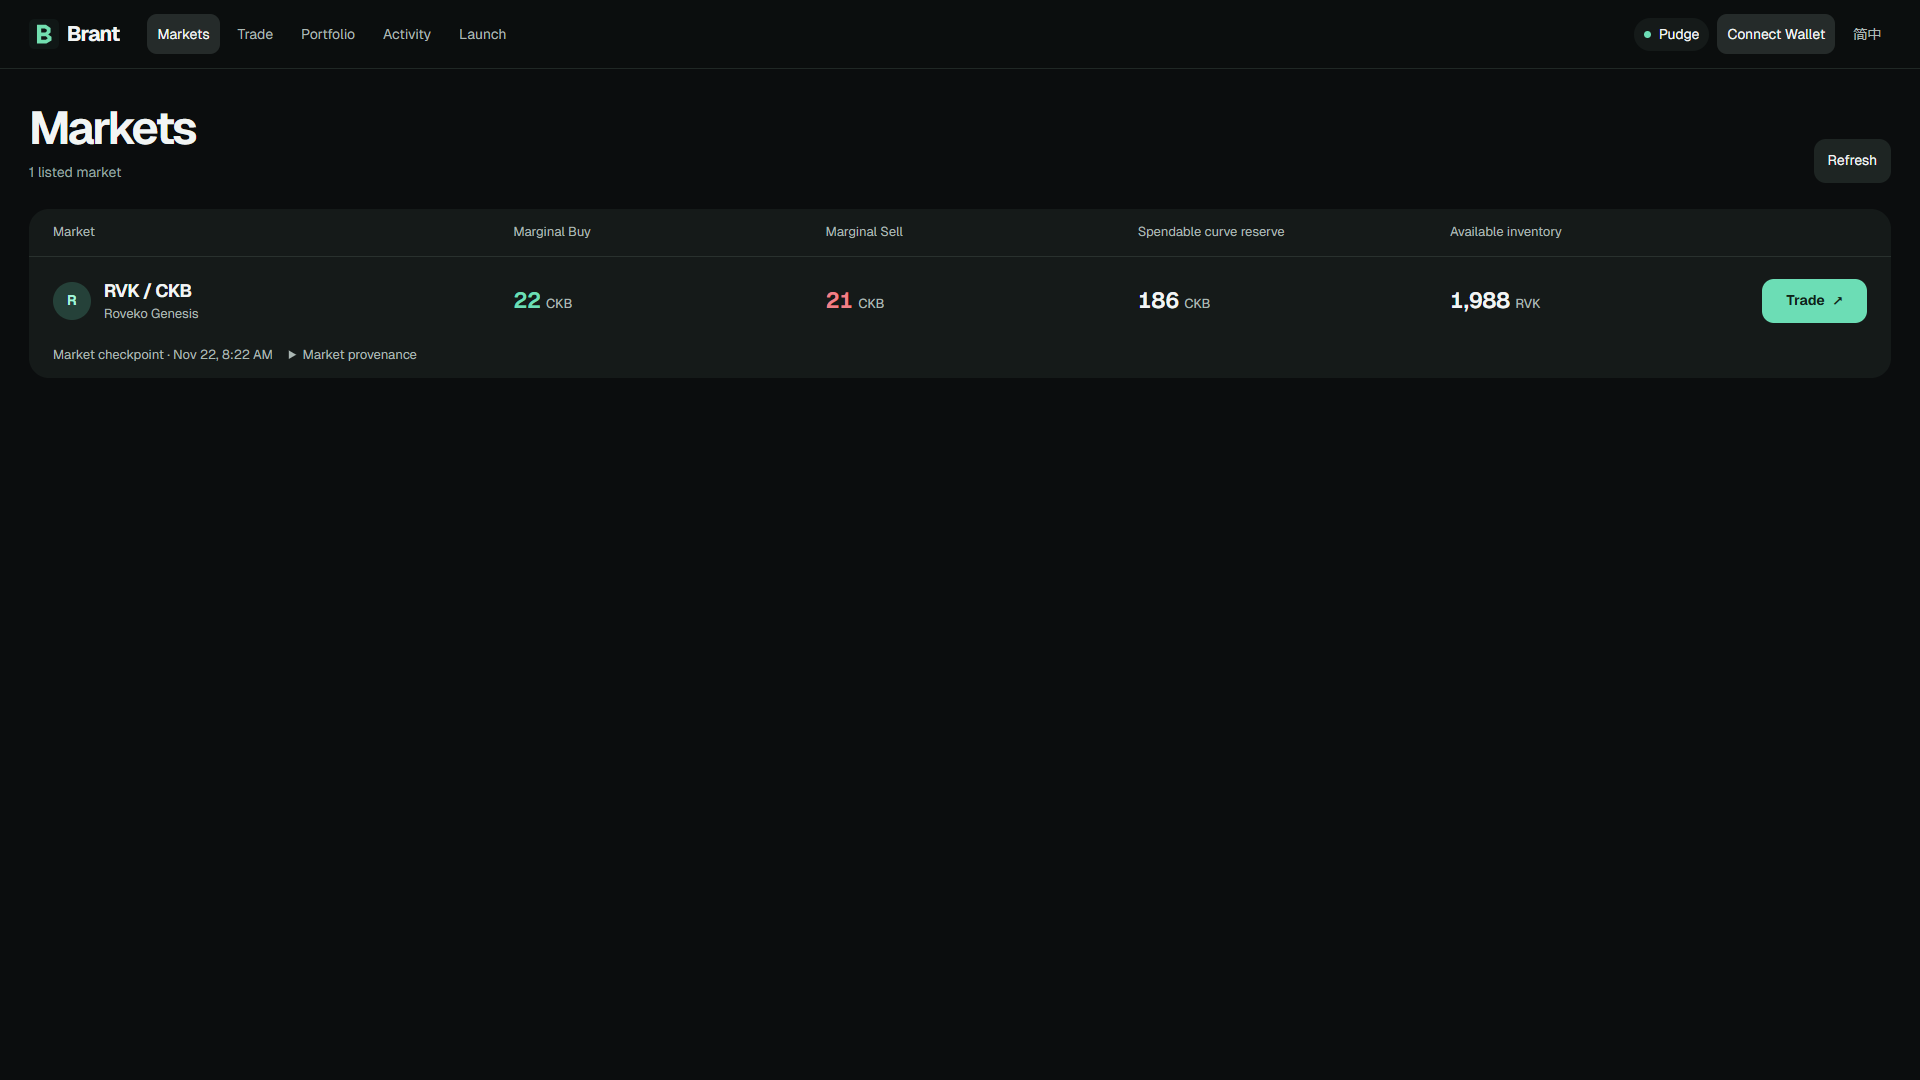 B Brant Markets Trade Portfolio Activity Launch Pudge Connect Wallet 简中
Markets
1 listed market
Refresh
Market Marginal Buy Marginal Sell Spendable curve reserve Available inventory
R RVK / CKB 22 CKB 21 CKB 186 CKB 1,988 RVK Trade ↗
Roveko Genesis
Market checkpoint · Nov 22, 8:22 AM ▶ Market provenance